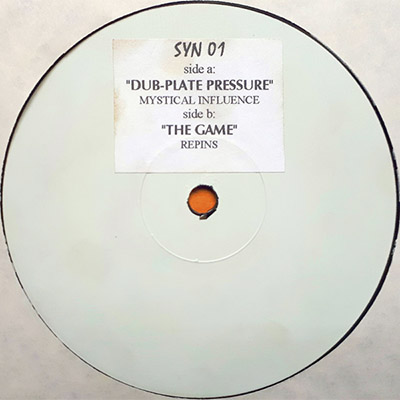 SYN 01
side a:
"DUB-PLATE PRESSURE"
MYSTICAL INFLUENCE
side b:
"THE GAME"
REPINS